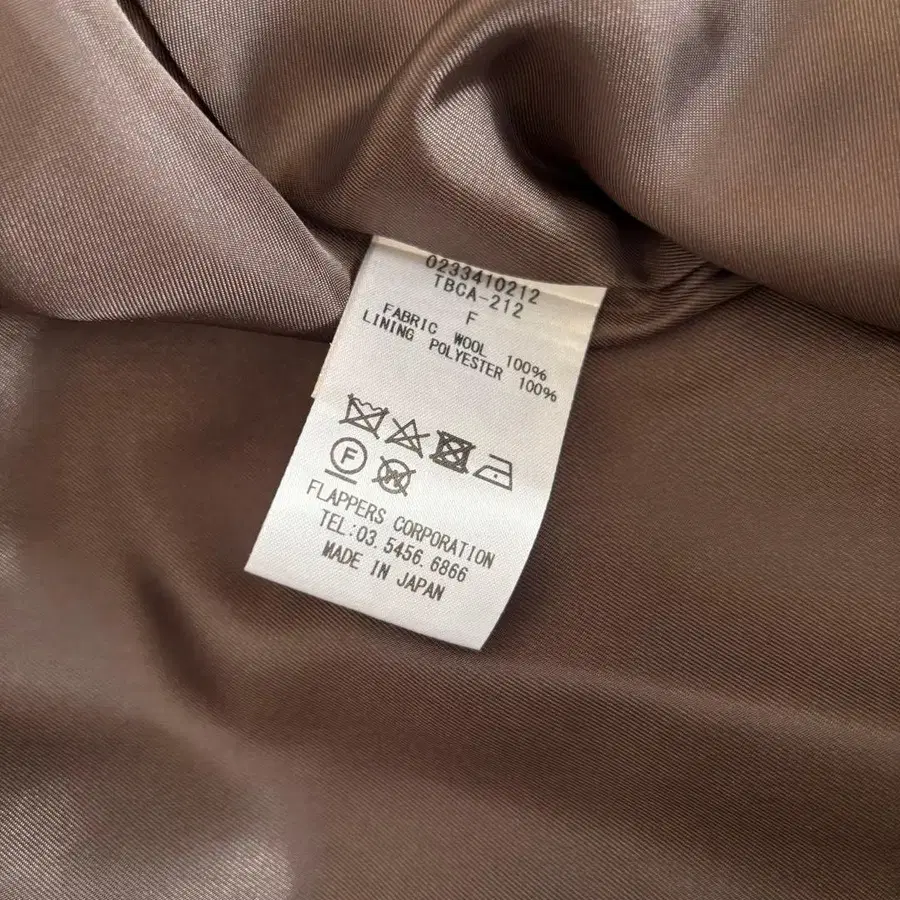 0233410212
TBCA-212
F
FABRIC WOOL 100%
LINING POLYESTER 100%
F W
FLAPPERS CORPORATION
TEL:03.5456.6866
MADE IN JAPAN